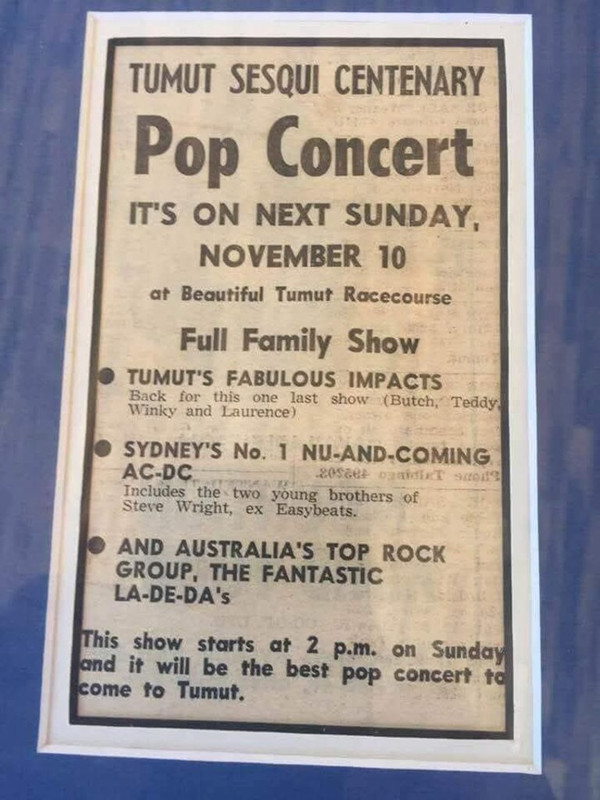 TUMUT SESQUI CENTENARY
Pop Concert
IT'S ON NEXT SUNDAY,
NOVEMBER 10
at Beautiful Tumut Racecourse
Full Family Show
● TUMUT'S FABULOUS IMPACTS
Back for this one last show (Butch, Teddy,
Winky and Laurence)
● SYDNEY'S No. 1 NU-AND-COMING
AC-DC
Includes the two young brothers of
Steve Wright, ex Easybeats.
● AND AUSTRALIA'S TOP ROCK
GROUP, THE FANTASTIC
LA-DE-DA's
This show starts at 2 p.m. on Sunday
and it will be the best pop concert to
come to Tumut.